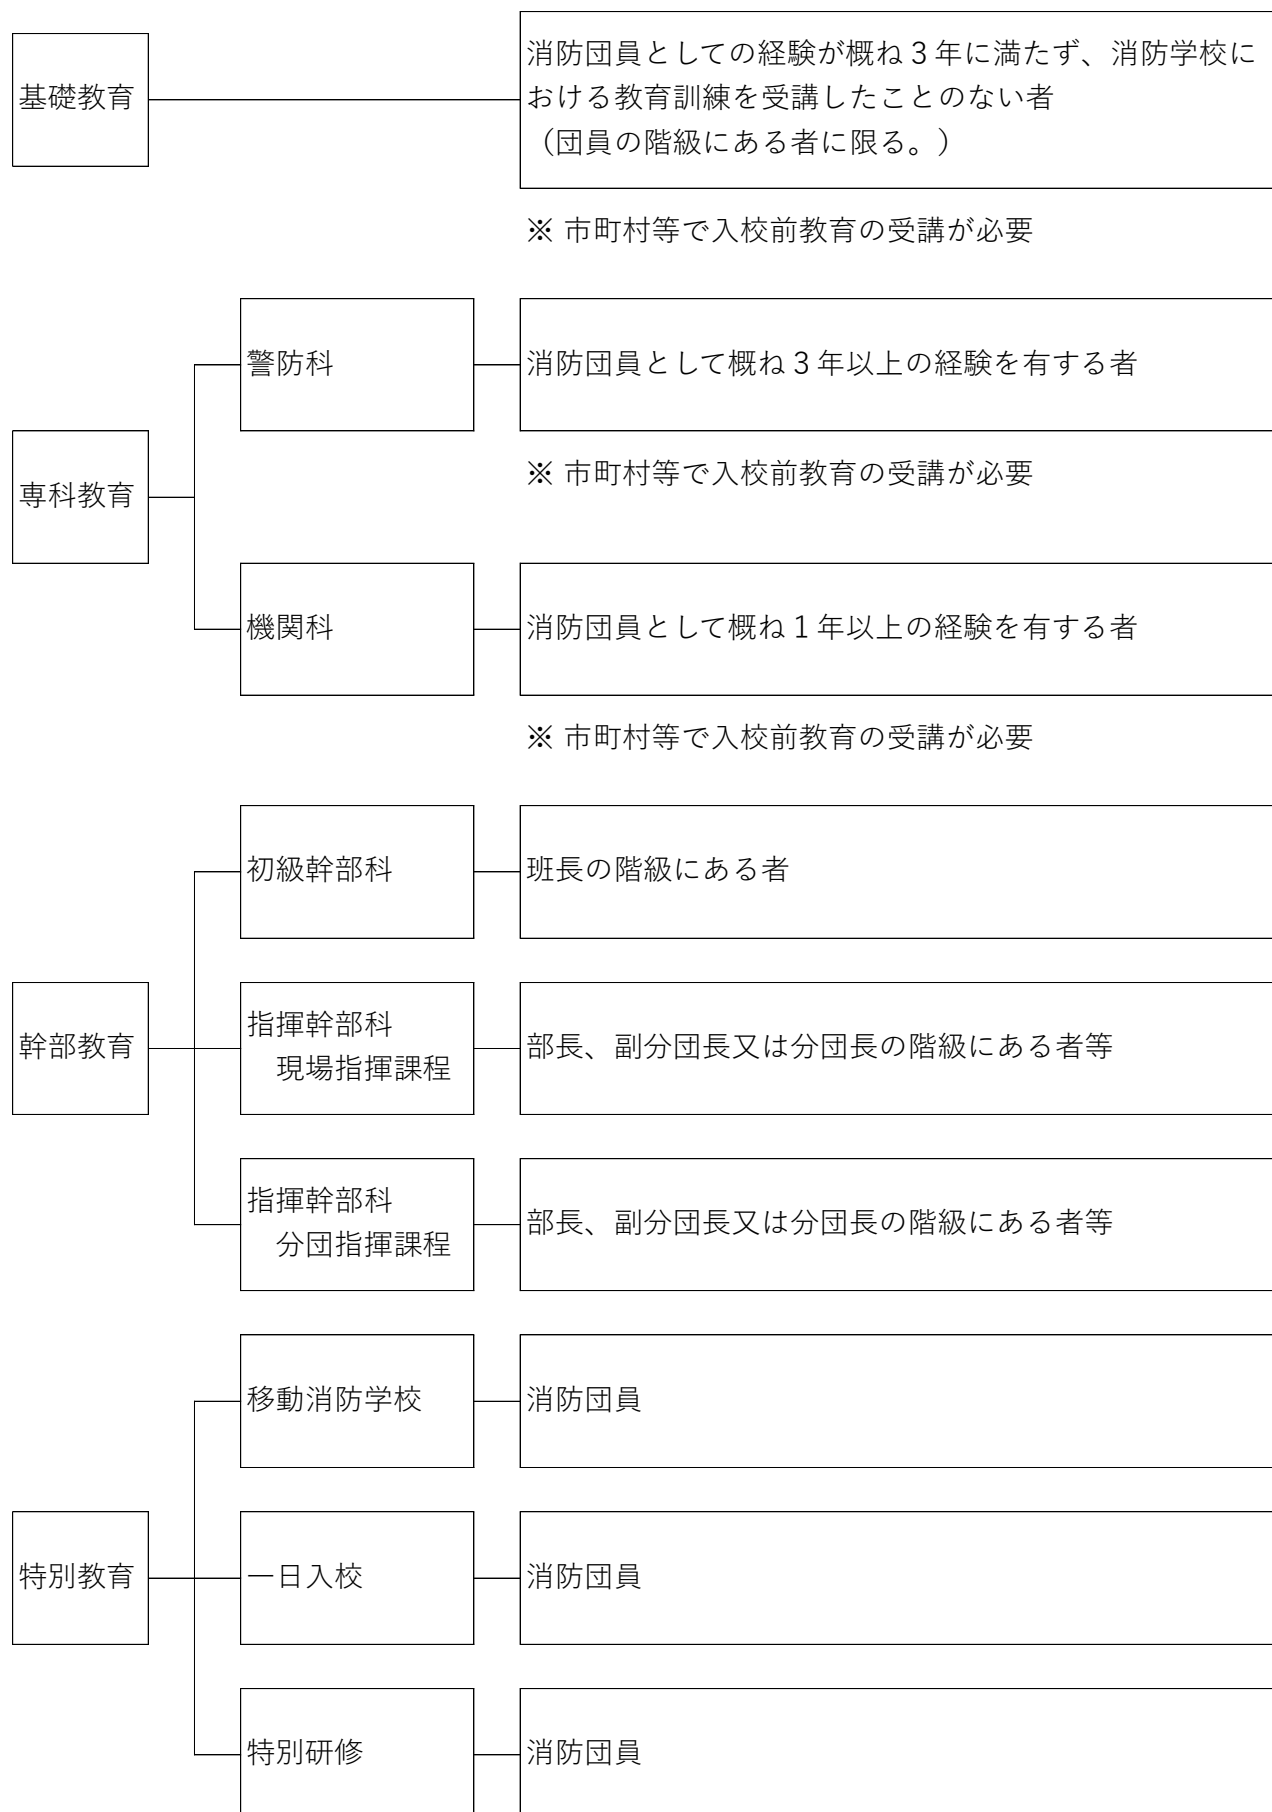 基礎教育
消防団員としての経験が概ね3年に満たず、消防学校に
おける教育訓練を受講したことのない者
（団員の階級にある者に限る。）
※ 市町村等で入校前教育の受講が必要
専科教育
警防科
消防団員として概ね3年以上の経験を有する者
※ 市町村等で入校前教育の受講が必要
機関科
消防団員として概ね1年以上の経験を有する者
※ 市町村等で入校前教育の受講が必要
幹部教育
初級幹部科
班長の階級にある者
指揮幹部科
現場指揮課程
部長、副分団長又は分団長の階級にある者等
指揮幹部科
分団指揮課程
部長、副分団長又は分団長の階級にある者等
特別教育
移動消防学校
消防団員
一日入校
消防団員
特別研修
消防団員